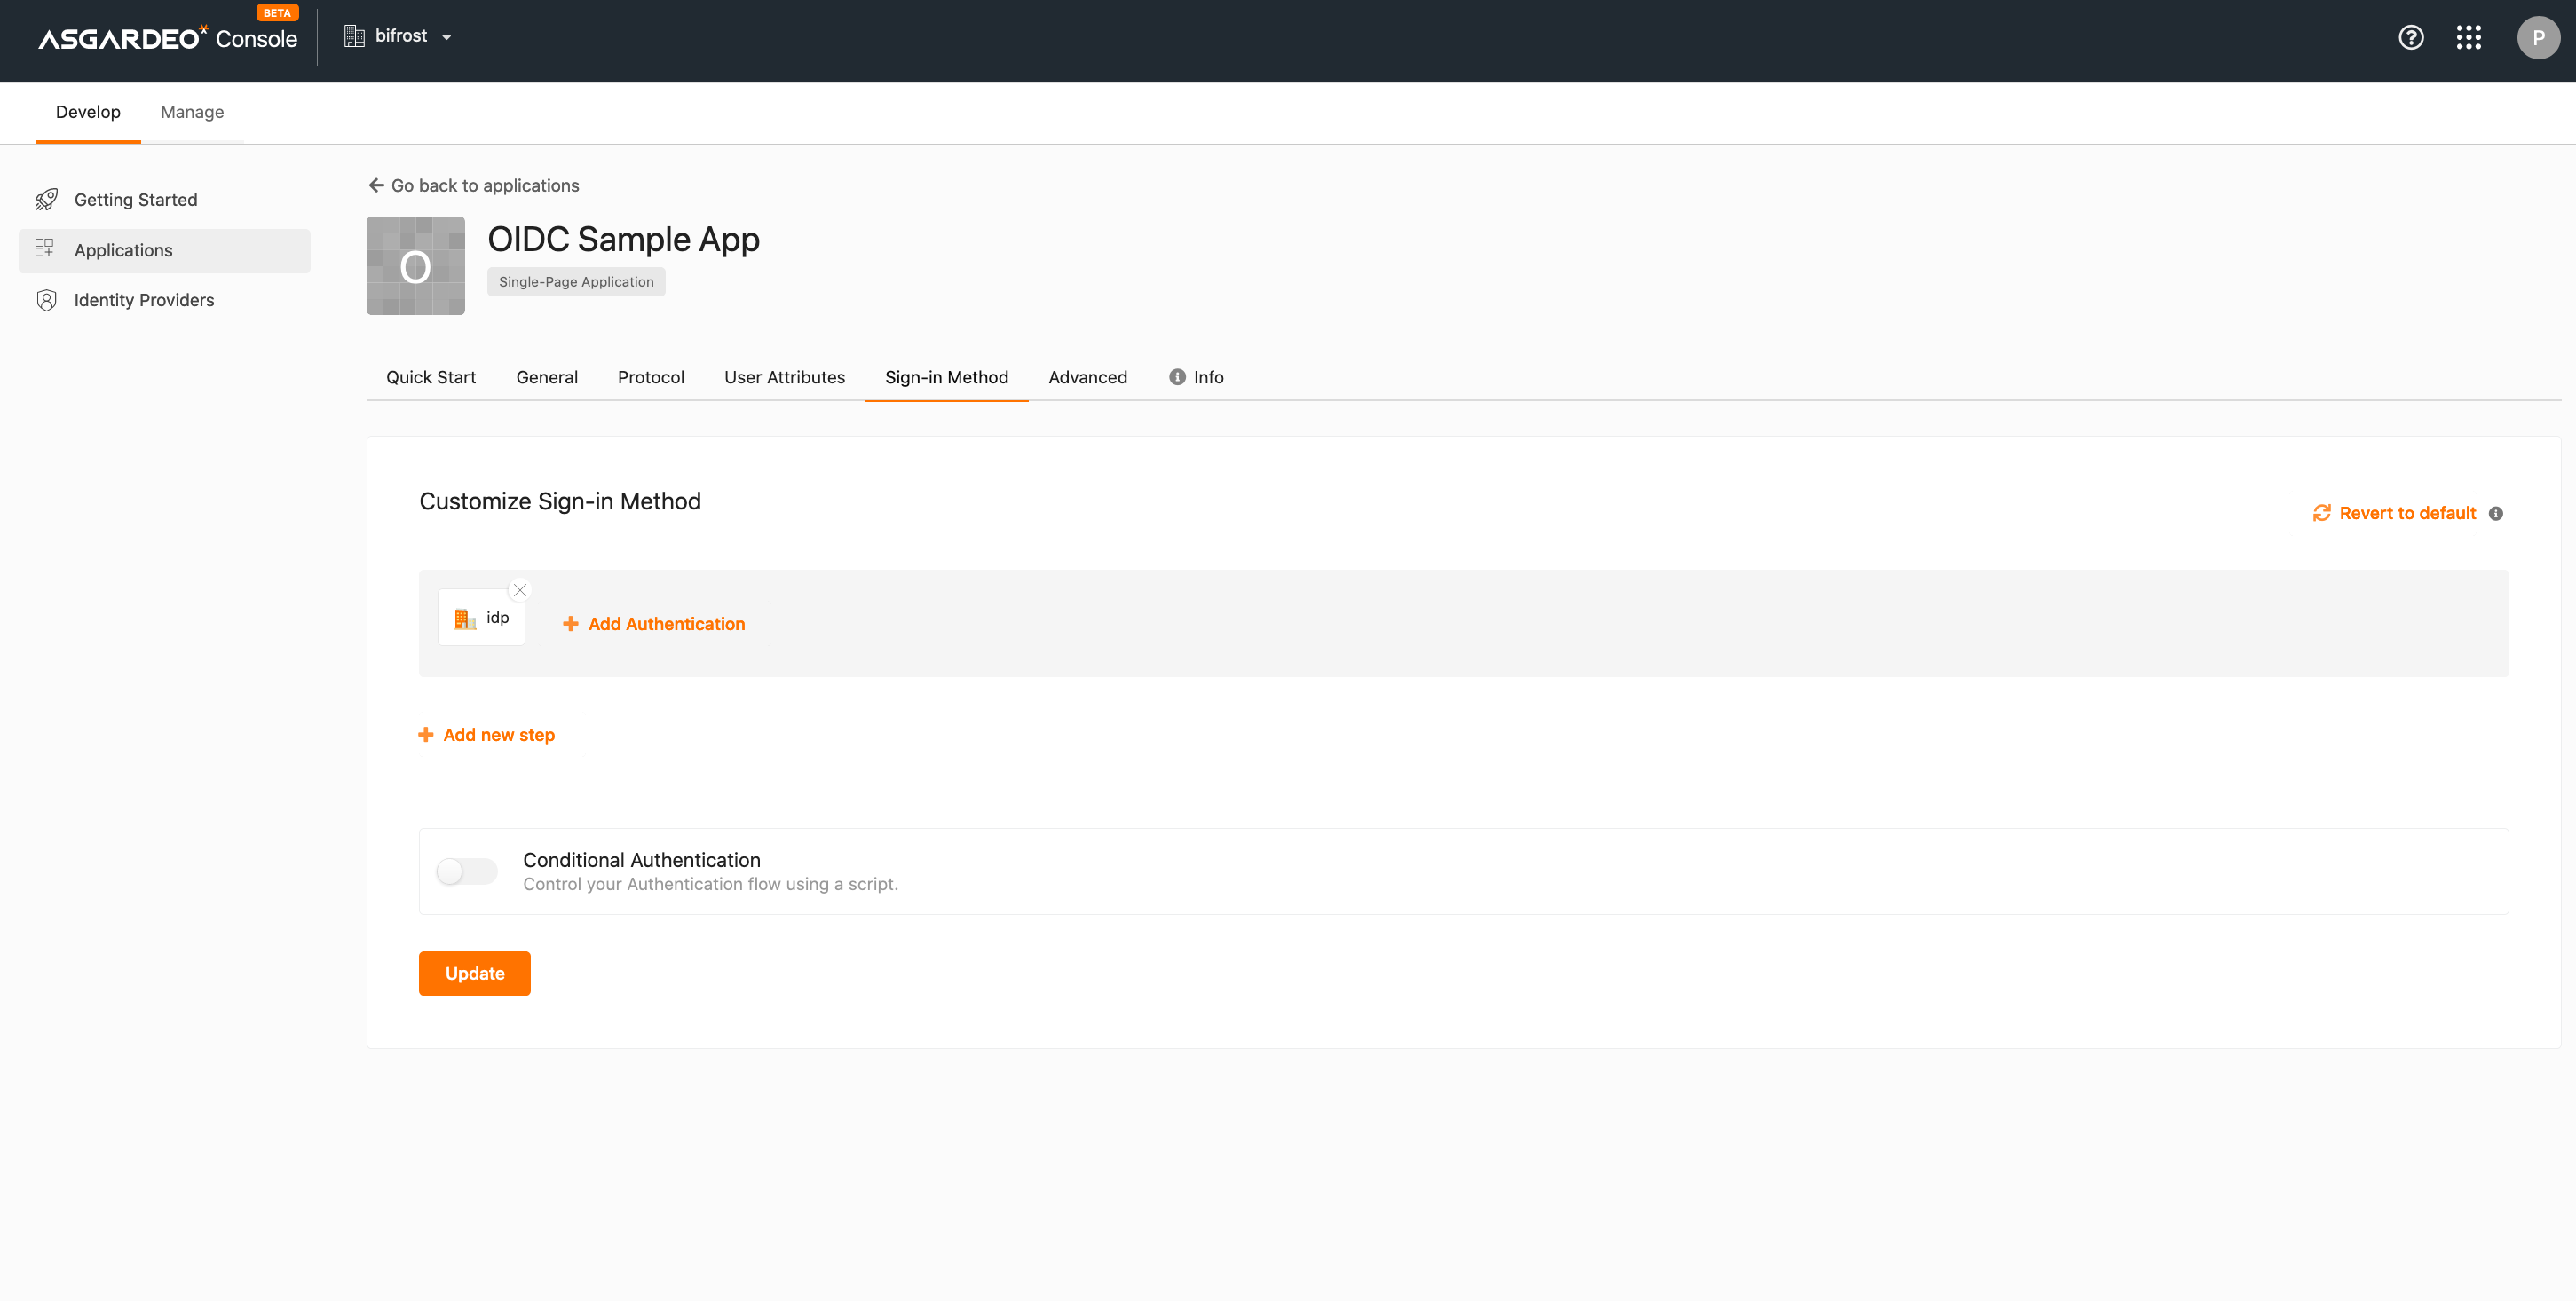 BETA
ASGARDEO Console
bifrost
P
Develop
Manage
Getting Started
Applications
Identity Providers
Go back to applications
O
OIDC Sample App
Single-Page Application
Quick Start
General
Protocol
User Attributes
Sign-in Method
Advanced
Info
Customize Sign-in Method
Revert to default
idp
Add Authentication
Add new step
Conditional Authentication
Control your Authentication flow using a script.
Update